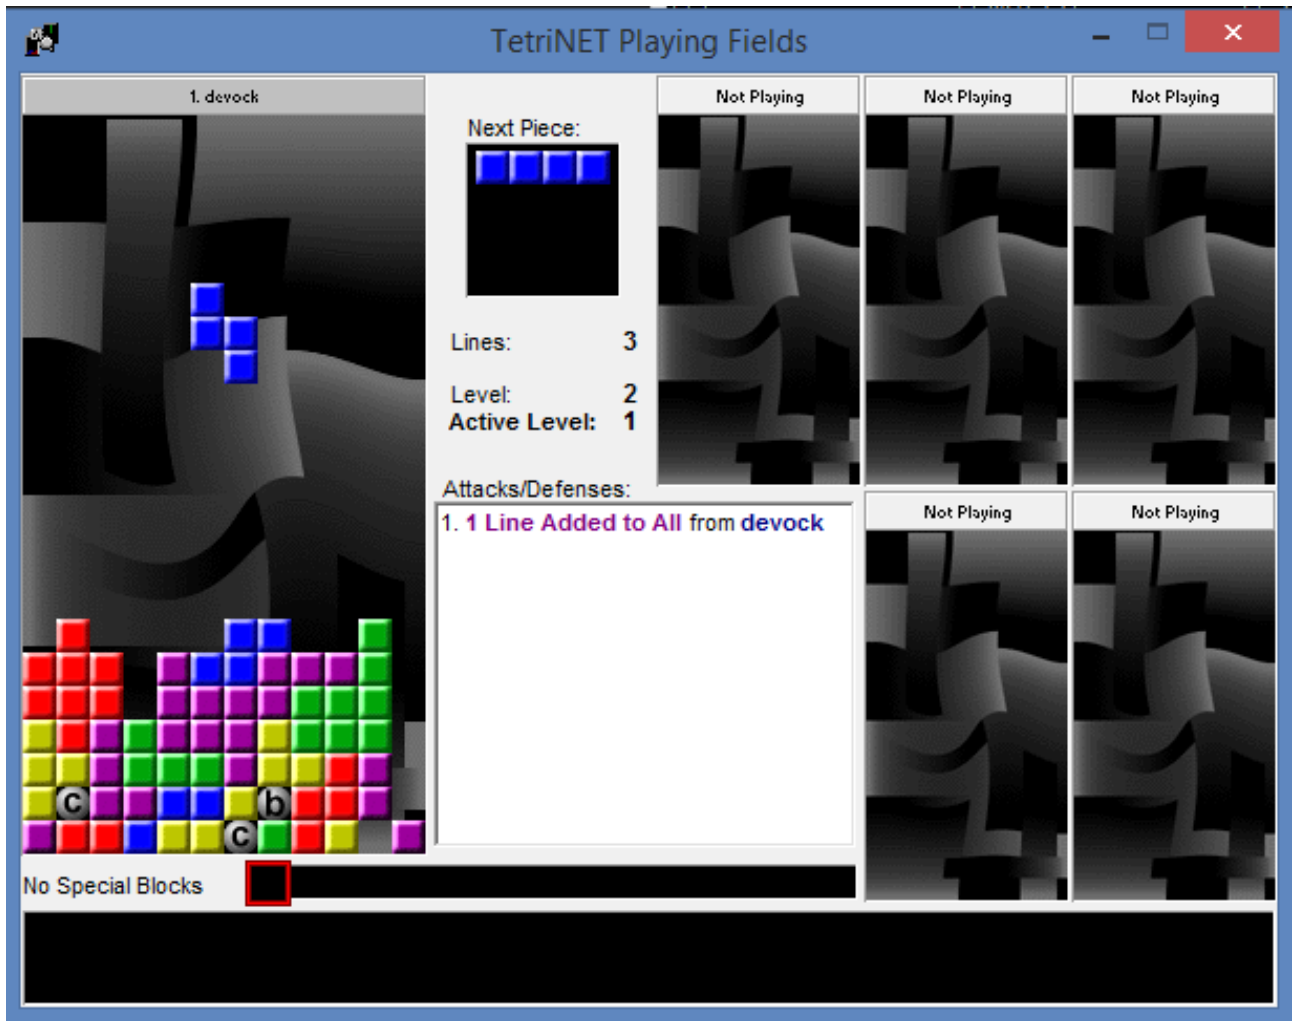 TetriNET Playing Fields
1. devock
Next Piece:
Not Playing
Not Playing
Not Playing
Lines: 3
Level: 2
Active Level: 1
Attacks/Defenses:
1. 1 Line Added to All from devock
Not Playing
Not Playing
c b
c
No Special Blocks